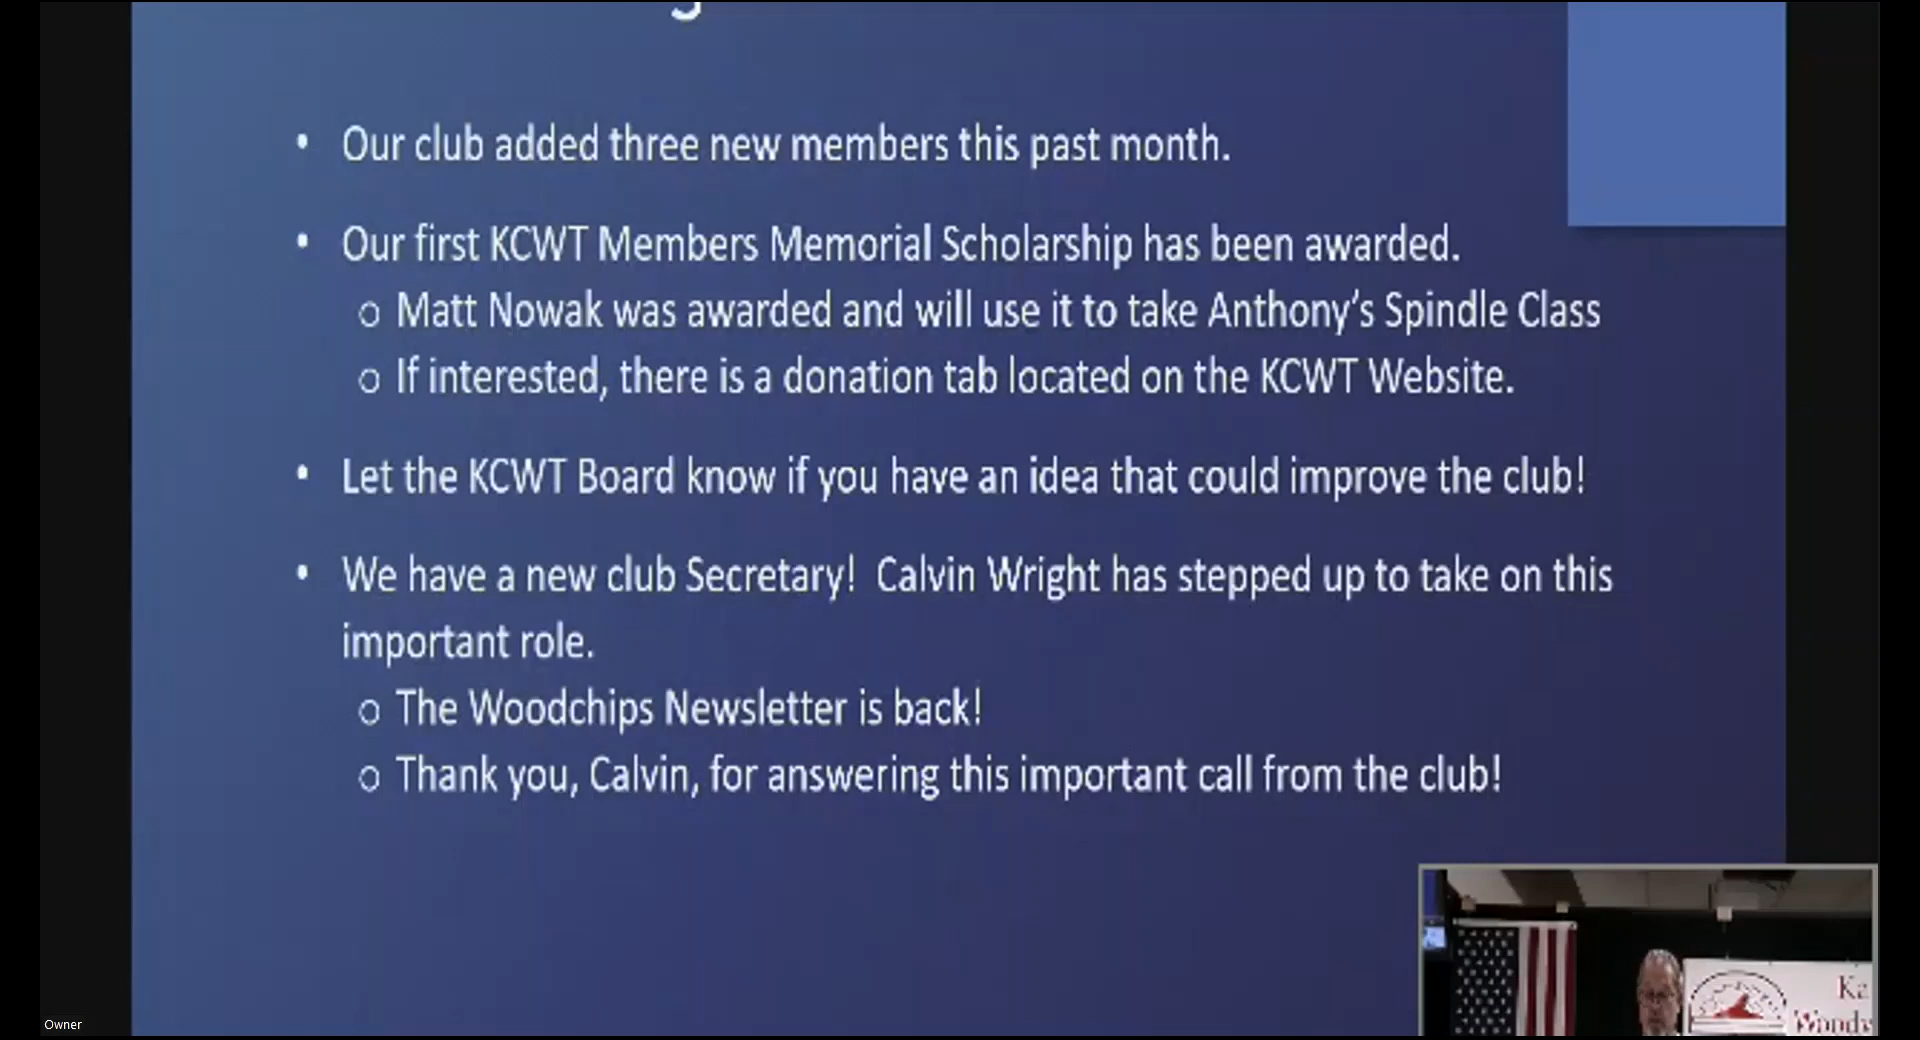 • Our club added three new members this past month.
• Our first KCWT Members Memorial Scholarship has been awarded.
o Matt Nowak was awarded and will use it to take Anthony's Spindle Class
o If interested, there is a donation tab located on the KCWT Website.
• Let the KCWT Board know if you have an idea that could improve the club!
• We have a new club Secretary!  Calvin Wright has stepped up to take on this
important role.
o The Woodchips Newsletter is back!
o Thank you, Calvin, for answering this important call from the club!
Owner